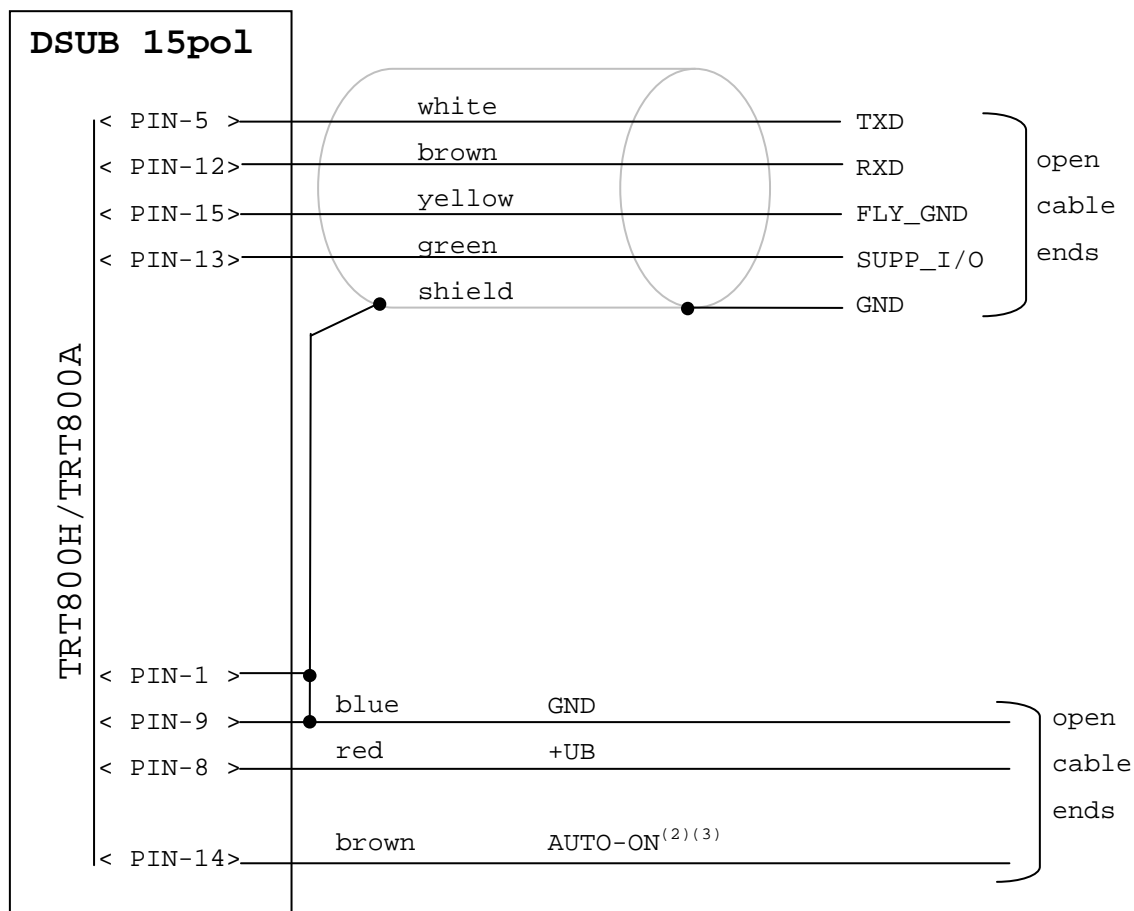 DSUB 15pol
< PIN-5 > white TXD
< PIN-12> brown RXD
< PIN-15> yellow FLY_GND
< PIN-13> green SUPP_I/O
shield GND
open
cable
ends
TRT800H/TRT800A
< PIN-1 >
< PIN-9 > blue GND
< PIN-8 > red +UB
< PIN-14> brown AUTO-ON(2)(3)
open
cable
ends